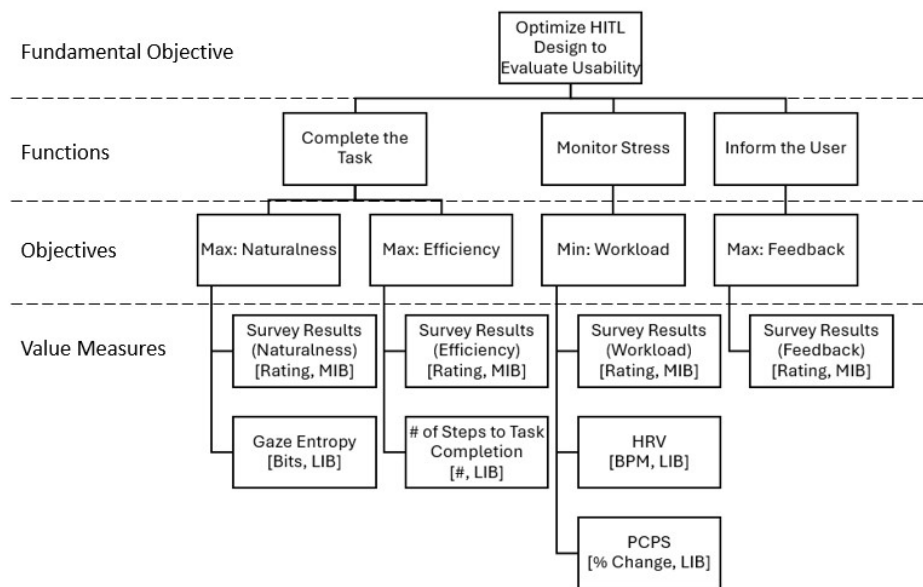 Fundamental Objective
Optimize HITL
Design to
Evaluate Usability
Functions
Complete the
Task
Monitor Stress
Inform the User
Objectives
Max: Naturalness
Max: Efficiency
Min: Workload
Max: Feedback
Value Measures
Survey Results
(Naturalness)
[Rating, MIB]
Survey Results
(Efficiency)
[Rating, MIB]
Survey Results
(Workload)
[Rating, MIB]
Survey Results
(Feedback)
[Rating, MIB]
Gaze Entropy
[Bits, LIB]
# of Steps to Task
Completion
[#, LIB]
HRV
[BPM, LIB]
PCPS
[% Change, LIB]